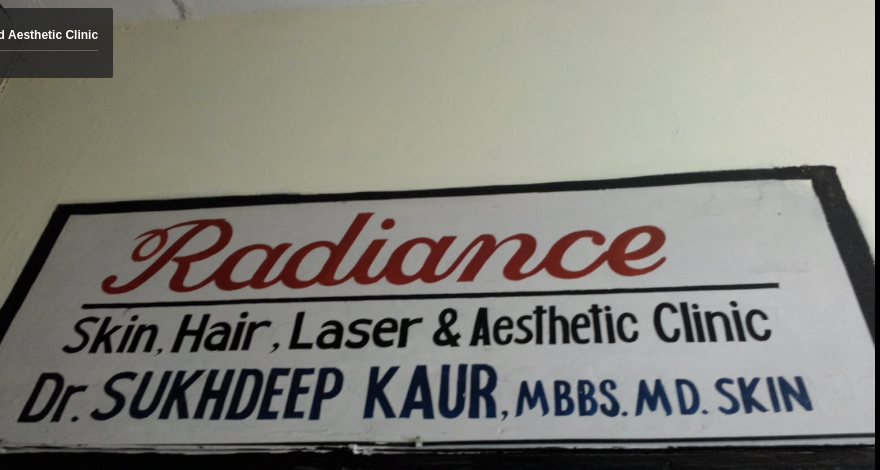 d Aesthetic Clinic
Radiance
Skin, Hair, Laser & Aesthetic Clinic
Dr. SUKHDEEP KAUR, MBBS. MD. SKIN